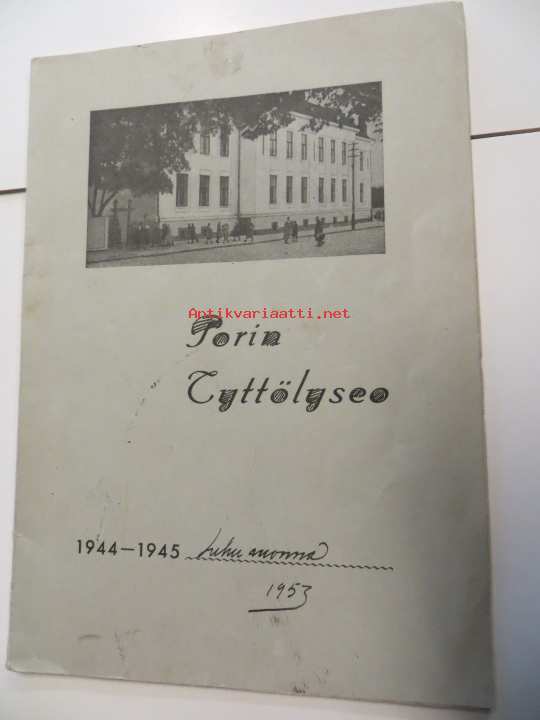 Antikvariaatti.net
Porin
Tyttölyseo
1944—1945
1953